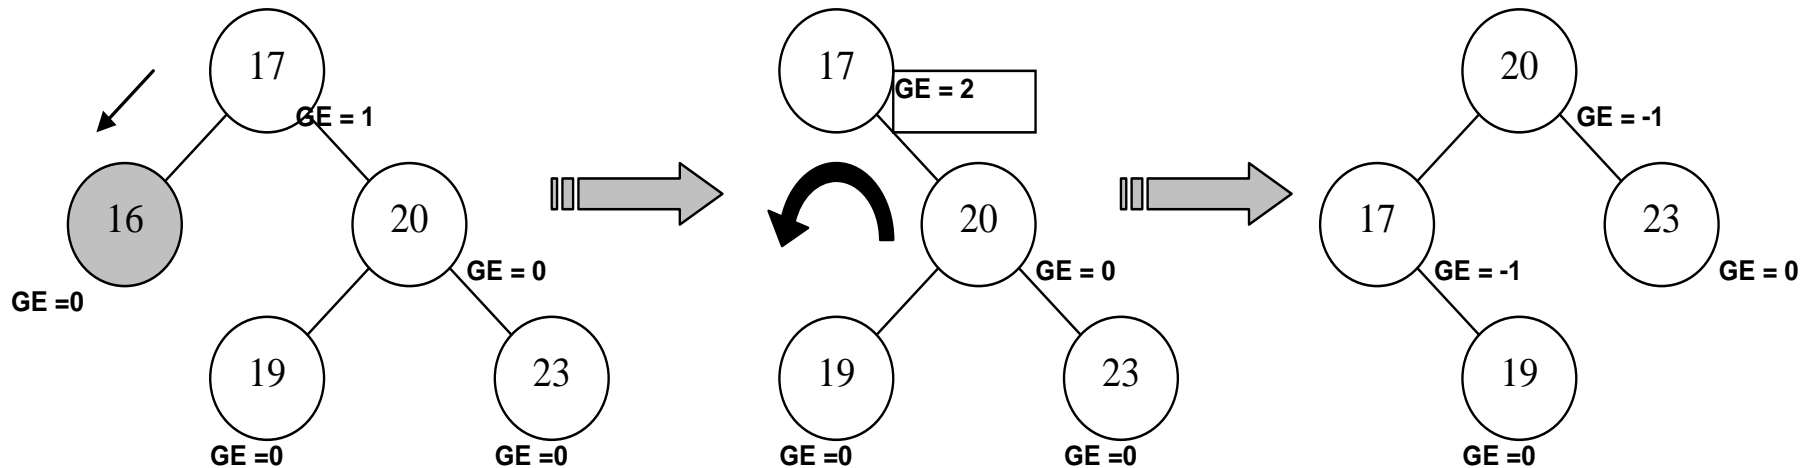 17
GE = 1
16
20
GE =0
GE = 0
19
23
GE =0
GE =0
17
GE = 2
20
GE = 0
19
23
GE =0
GE =0
20
GE = -1
17
23
GE = -1
GE = 0
19
GE =0